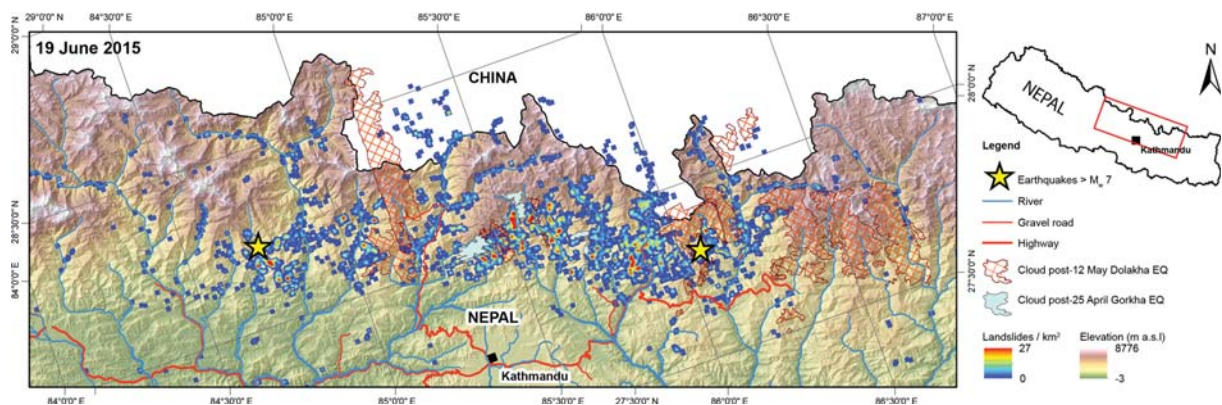 29°0'0" E
84°30'0" E
85°0'0" E
85°30'0" E
86°0'0" E
86°30'0" E
87°0'0" E
29°0'0" N
19 June 2015
CHINA
28°0'0" N
N
NEPAL
Kathmandu
Legend
Earthquakes > Mw 7
River
Gravel road
Highway
Cloud post-12 May Dolakha EQ
Cloud post-25 April Gorkha EQ
28°30'0" N
84°0'0" E
27°30'0" N
NEPAL
Kathmandu
Landslides / km²
27
0
Elevation (m a.s.l)
8776
-3
84°0'0" E
84°30'0" E
85°0'0" E
85°30'0" E
27°30'0" N
86°0'0" E
86°30'0" E